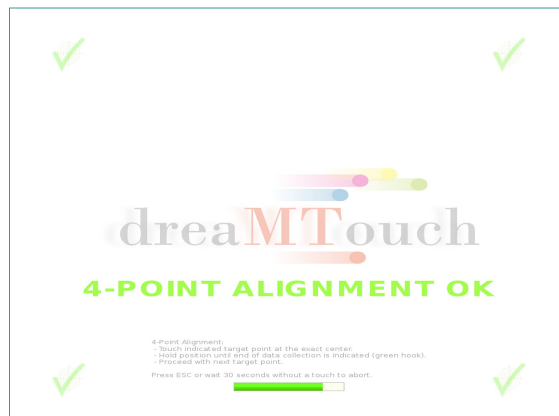 dreaMTouch
4-POINT ALIGNMENT OK
4-Point Alignment:
- Touch indicated target point at the exact center.
- Hold position until end of data collection is indicated (green hook).
- Proceed with next target point.
Press ESC or wait 30 seconds without a touch to abort.